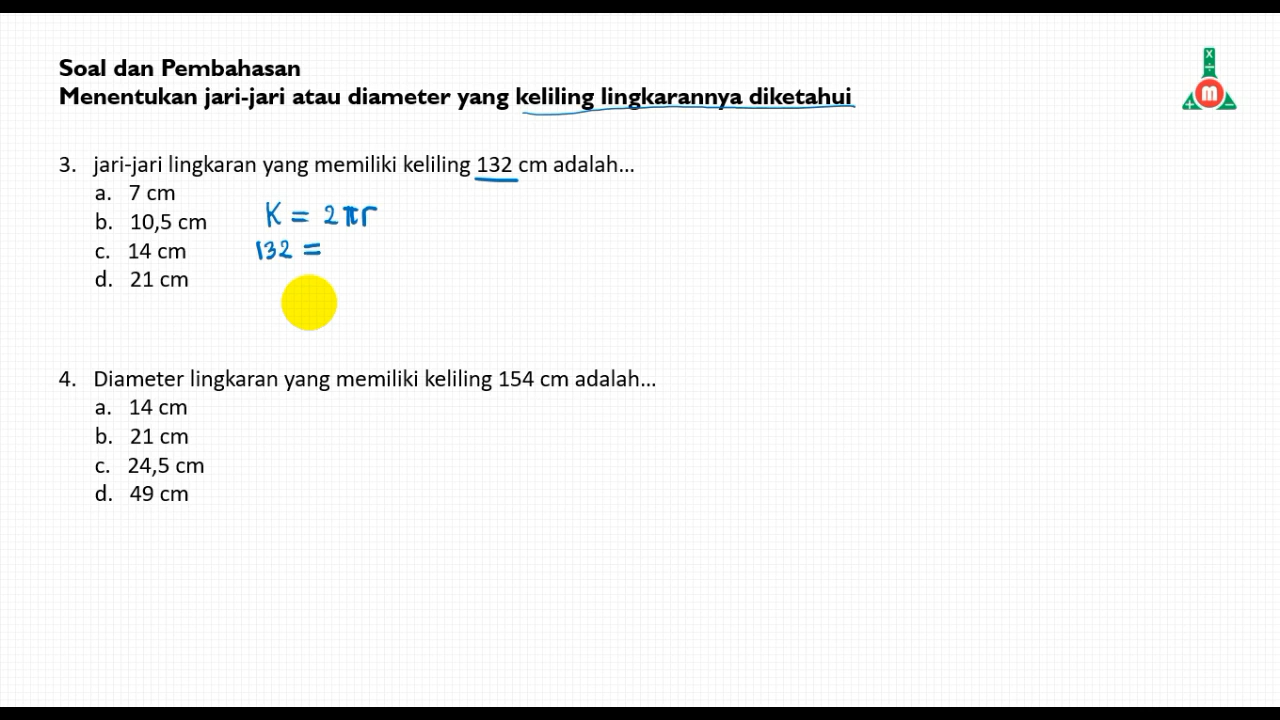 Soal dan Pembahasan
Menentukan jari-jari atau diameter yang keliling lingkarannya diketahui
3. jari-jari lingkaran yang memiliki keliling 132 cm adalah...
a. 7 cm
b. 10,5 cm
c. 14 cm
d. 21 cm
K = 2πr
132 =
4. Diameter lingkaran yang memiliki keliling 154 cm adalah...
a. 14 cm
b. 21 cm
c. 24,5 cm
d. 49 cm
x
÷
+ m −